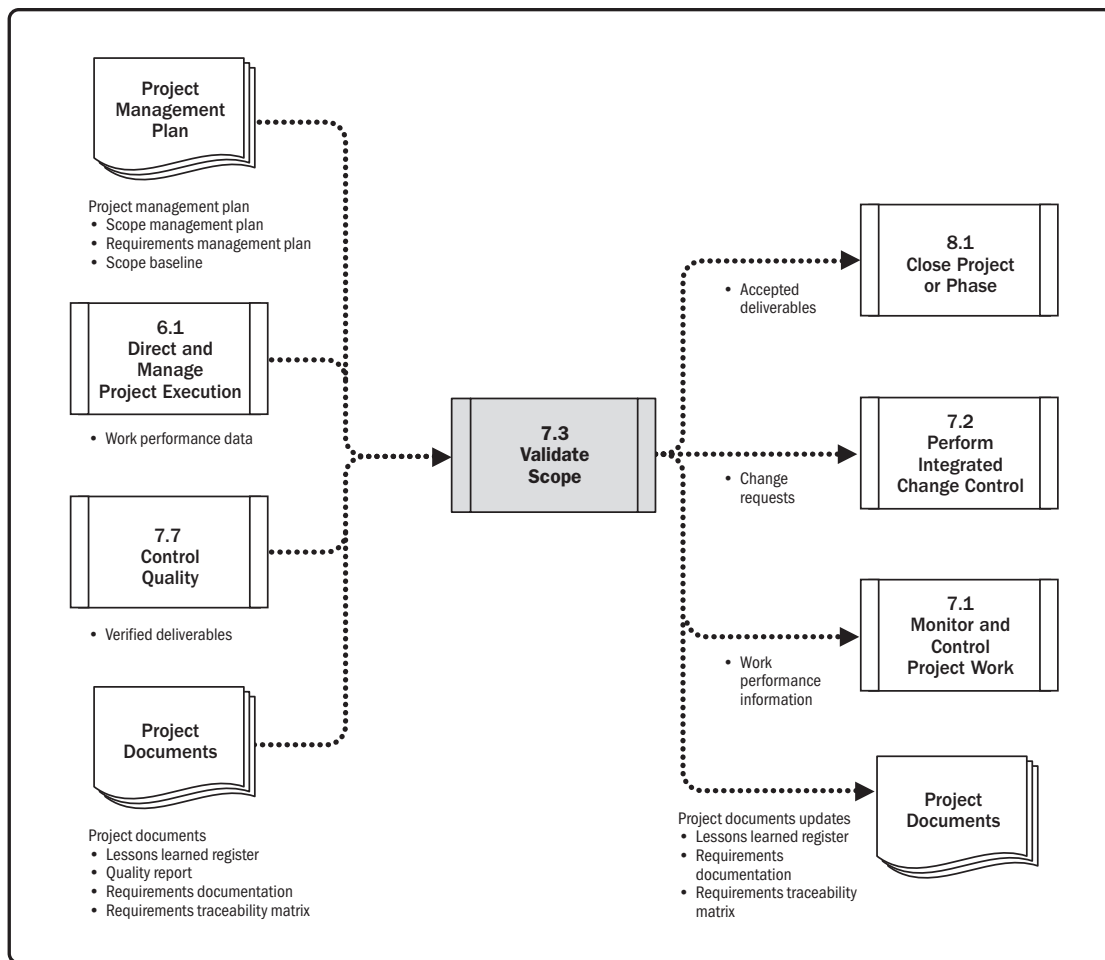 Project
Management
Plan
Project management plan
• Scope management plan
• Requirements management plan
• Scope baseline
6.1
Direct and
Manage
Project Execution
• Work performance data
7.7
Control
Quality
• Verified deliverables
Project
Documents
Project documents
• Lessons learned register
• Quality report
• Requirements documentation
• Requirements traceability matrix
7.3
Validate
Scope
8.1
Close Project
or Phase
• Accepted
deliverables
7.2
Perform
Integrated
Change Control
• Change
requests
7.1
Monitor and
Control
Project Work
• Work
performance
information
Project
Documents
Project documents updates
• Lessons learned register
• Requirements
documentation
• Requirements traceability
matrix